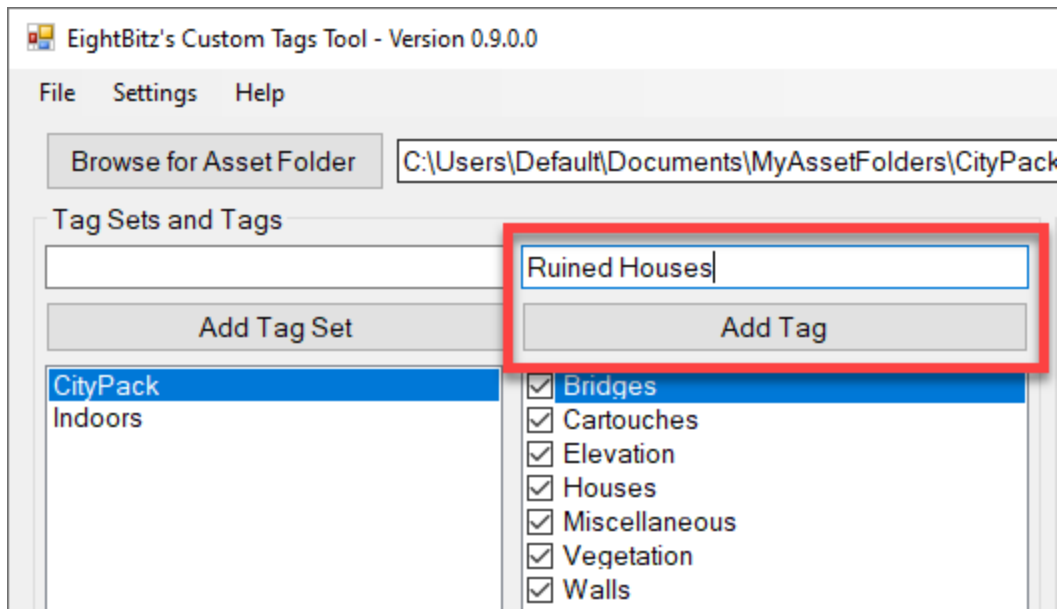 EightBitz's Custom Tags Tool - Version 0.9.0.0
File Settings Help
Browse for Asset Folder C:\Users\Default\Documents\MyAssetFolders\CityPack
Tag Sets and Tags
Ruined Houses
Add Tag Set Add Tag
CityPack Bridges
Indoors Cartouches
Elevation
Houses
Miscellaneous
Vegetation
Walls